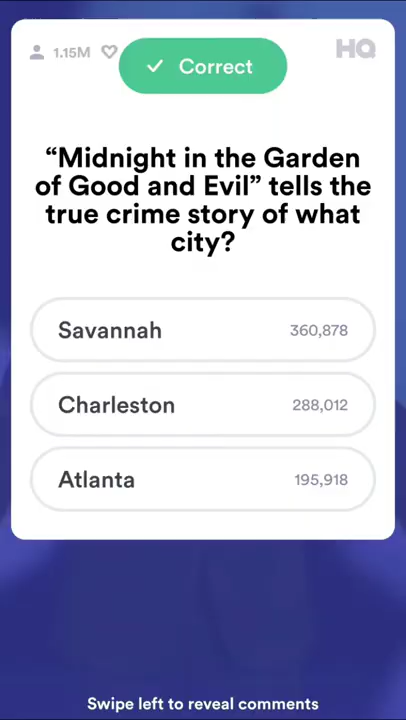 1.15M
Correct
HQ
“Midnight in the Garden
of Good and Evil” tells the
true crime story of what
city?
Savannah 360,878
Charleston 288,012
Atlanta 195,918
Swipe left to reveal comments